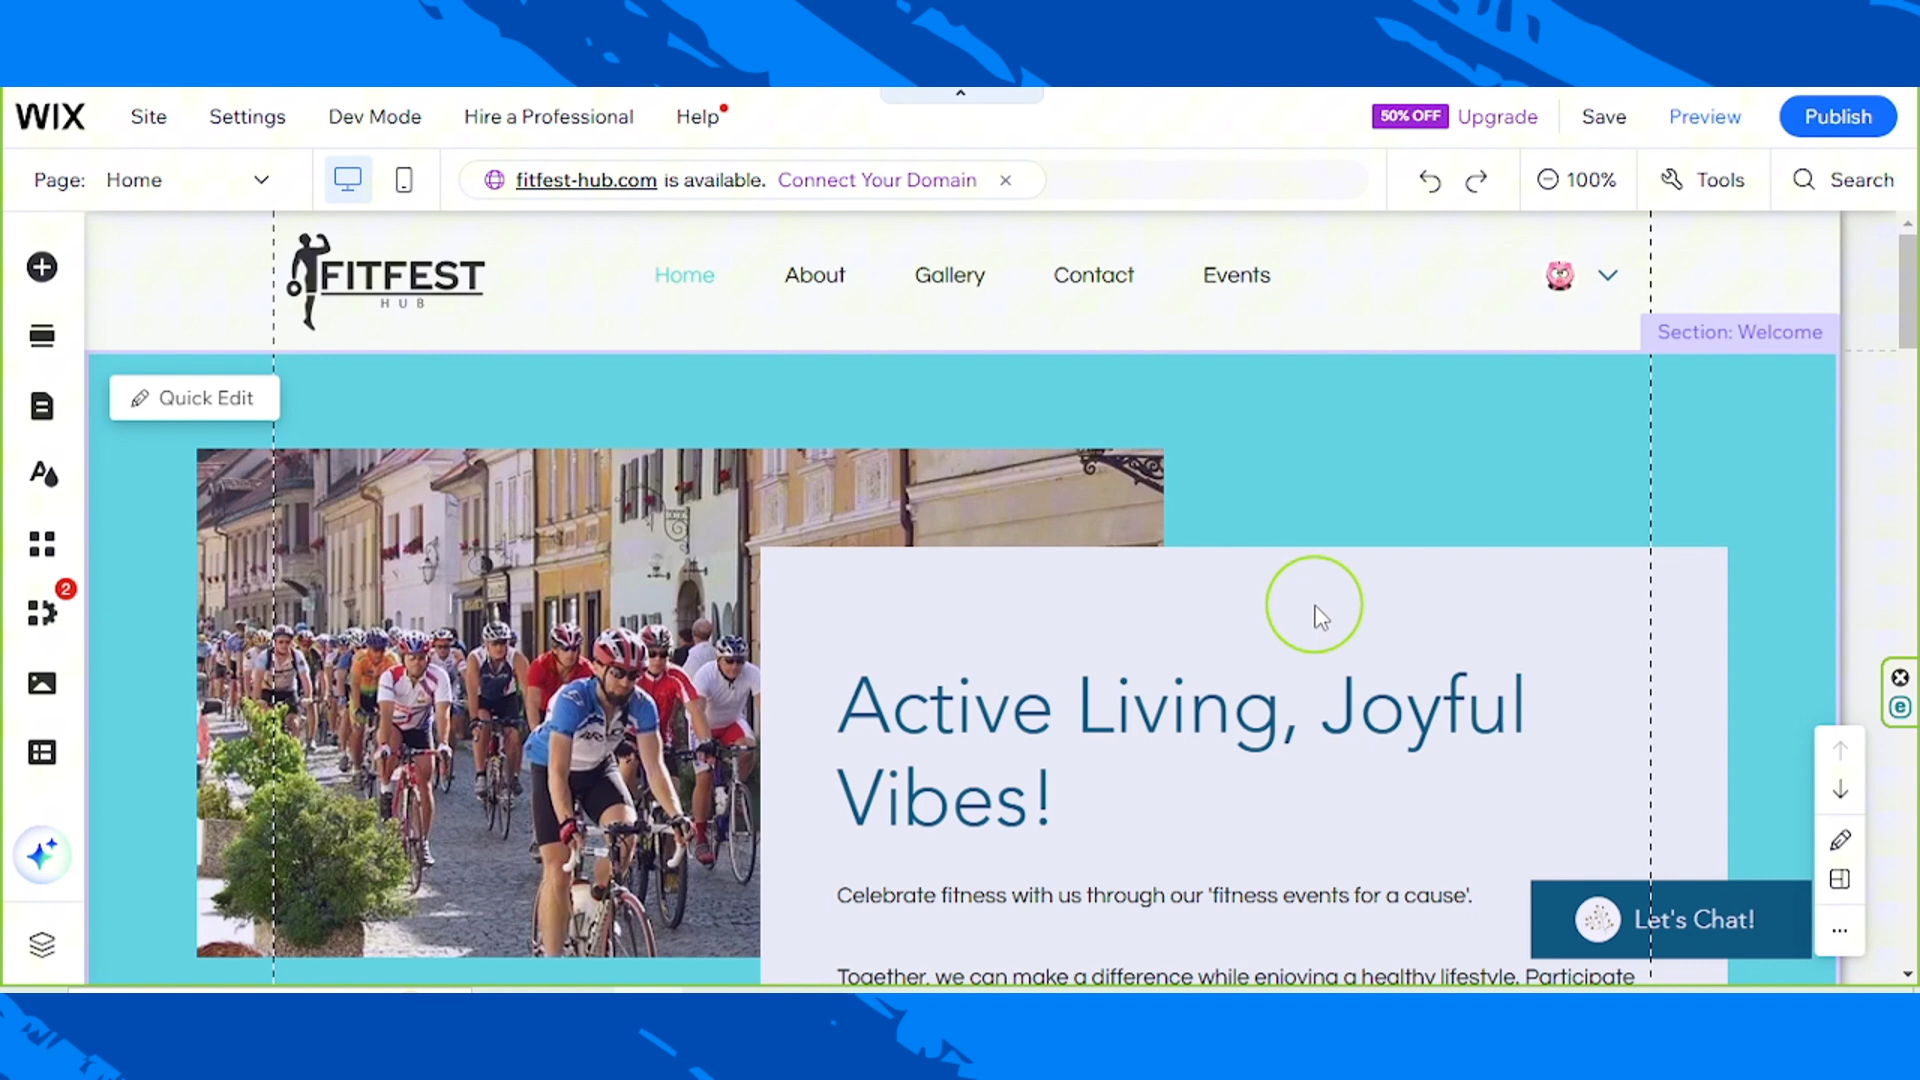 WIX Site Settings Dev Mode Hire a Professional Help 50% OFF Upgrade Save Preview Publish
Page: Home fitfest-hub.com is available. Connect Your Domain 100% Tools Search
FITFEST
HUB
Home About Gallery Contact Events
Section: Welcome
Quick Edit
2
Active Living, Joyful
Vibes!
Celebrate fitness with us through our 'fitness events for a cause'.
Let's Chat!
Together, we can make a difference while enjoying a healthy lifestyle. Participate